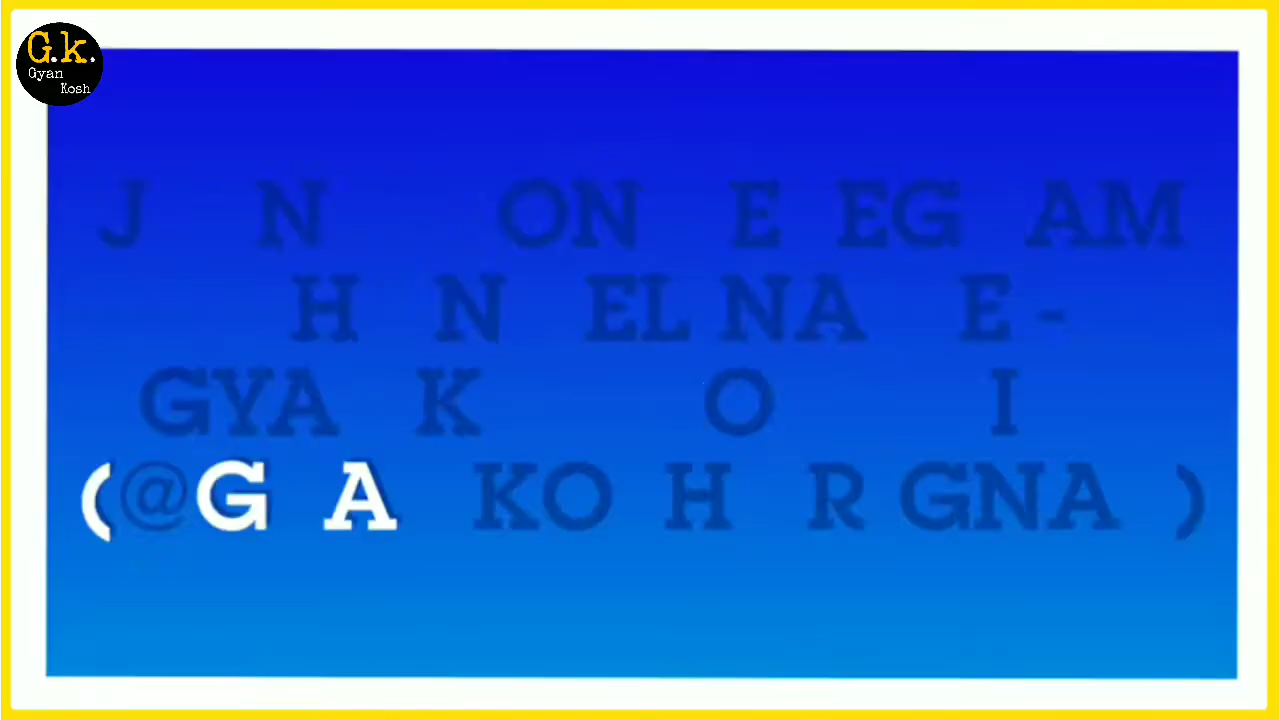 G.k.
Gyan
Kosh
J N ON E EG AM
H N EL NA E -
GYA K O I
(@G A KO H R GNA )